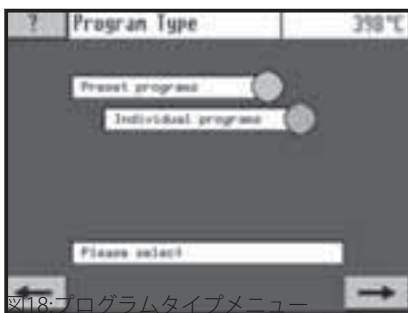 ? Program Type 398°C
Preset programs
Individual programs
Please select
図18:プログラムタイプメニュー